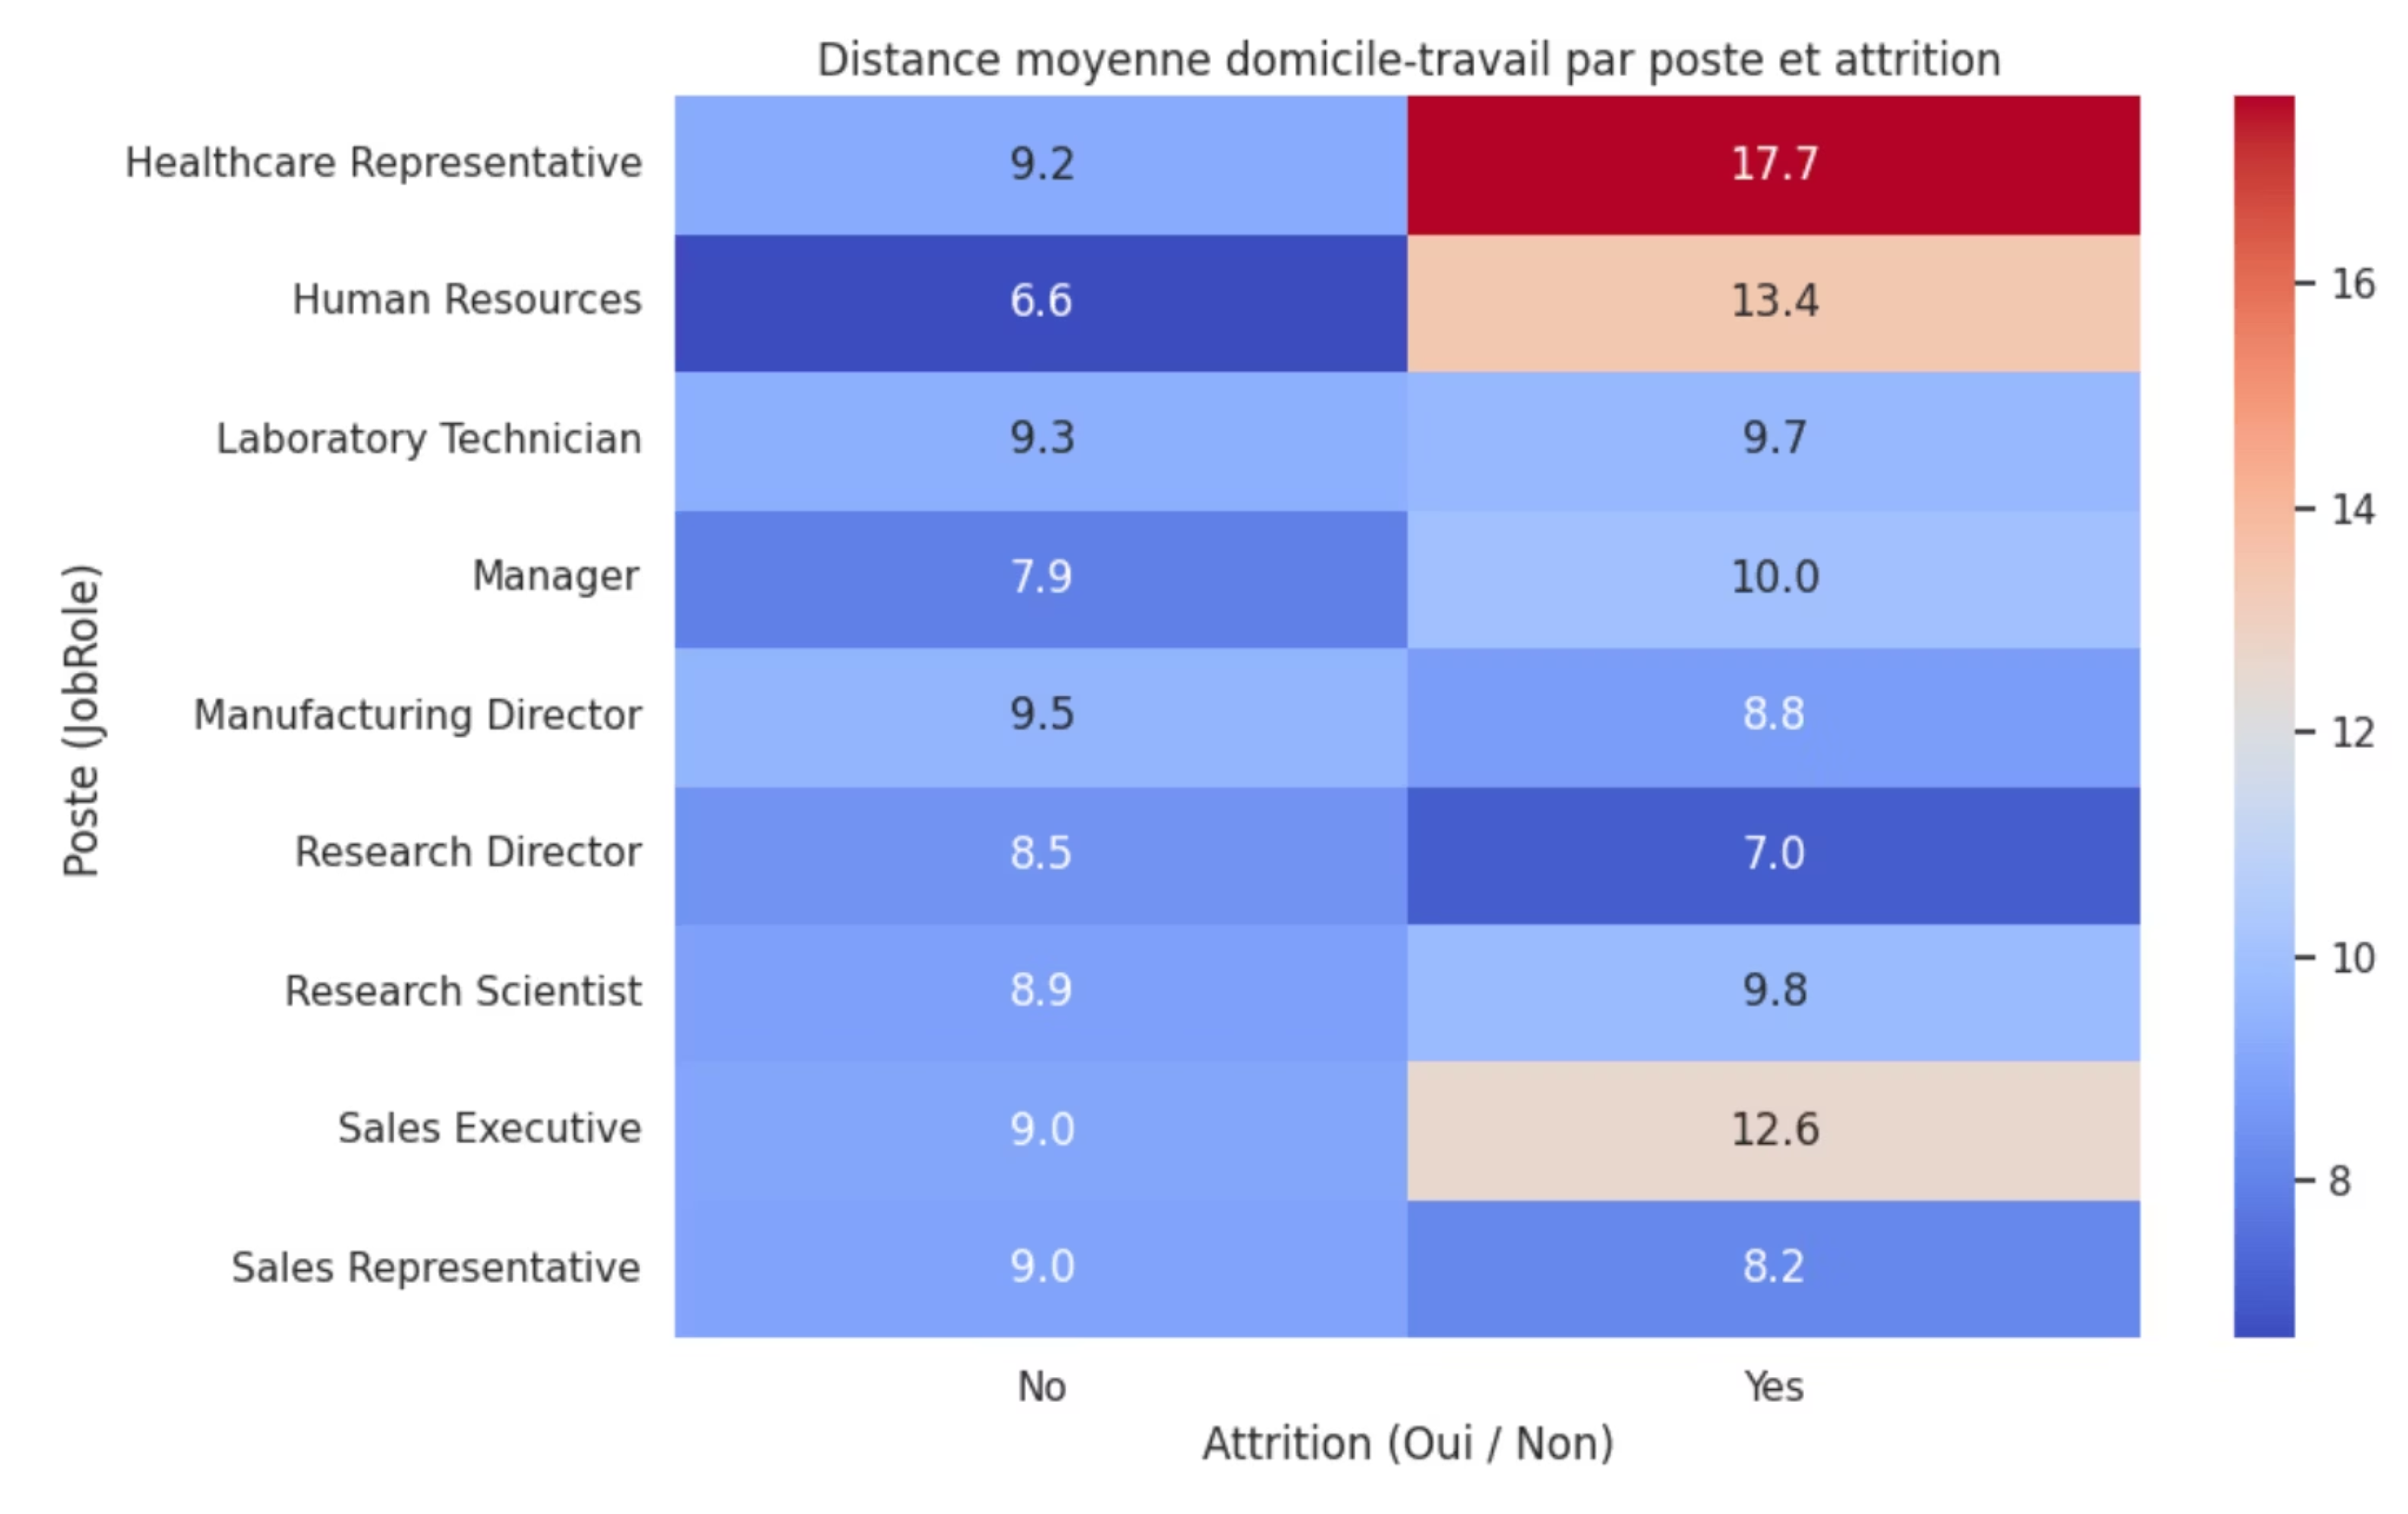 Distance moyenne domicile-travail par poste et attrition
Healthcare Representative 9.2 17.7
Human Resources 6.6 13.4
Laboratory Technician 9.3 9.7
Manager 7.9 10.0
Manufacturing Director 9.5 8.8
Research Director 8.5 7.0
Research Scientist 8.9 9.8
Sales Executive 9.0 12.6
Sales Representative 9.0 8.2
Poste (JobRole)
No Yes
Attrition (Oui / Non)
16
14
12
10
8